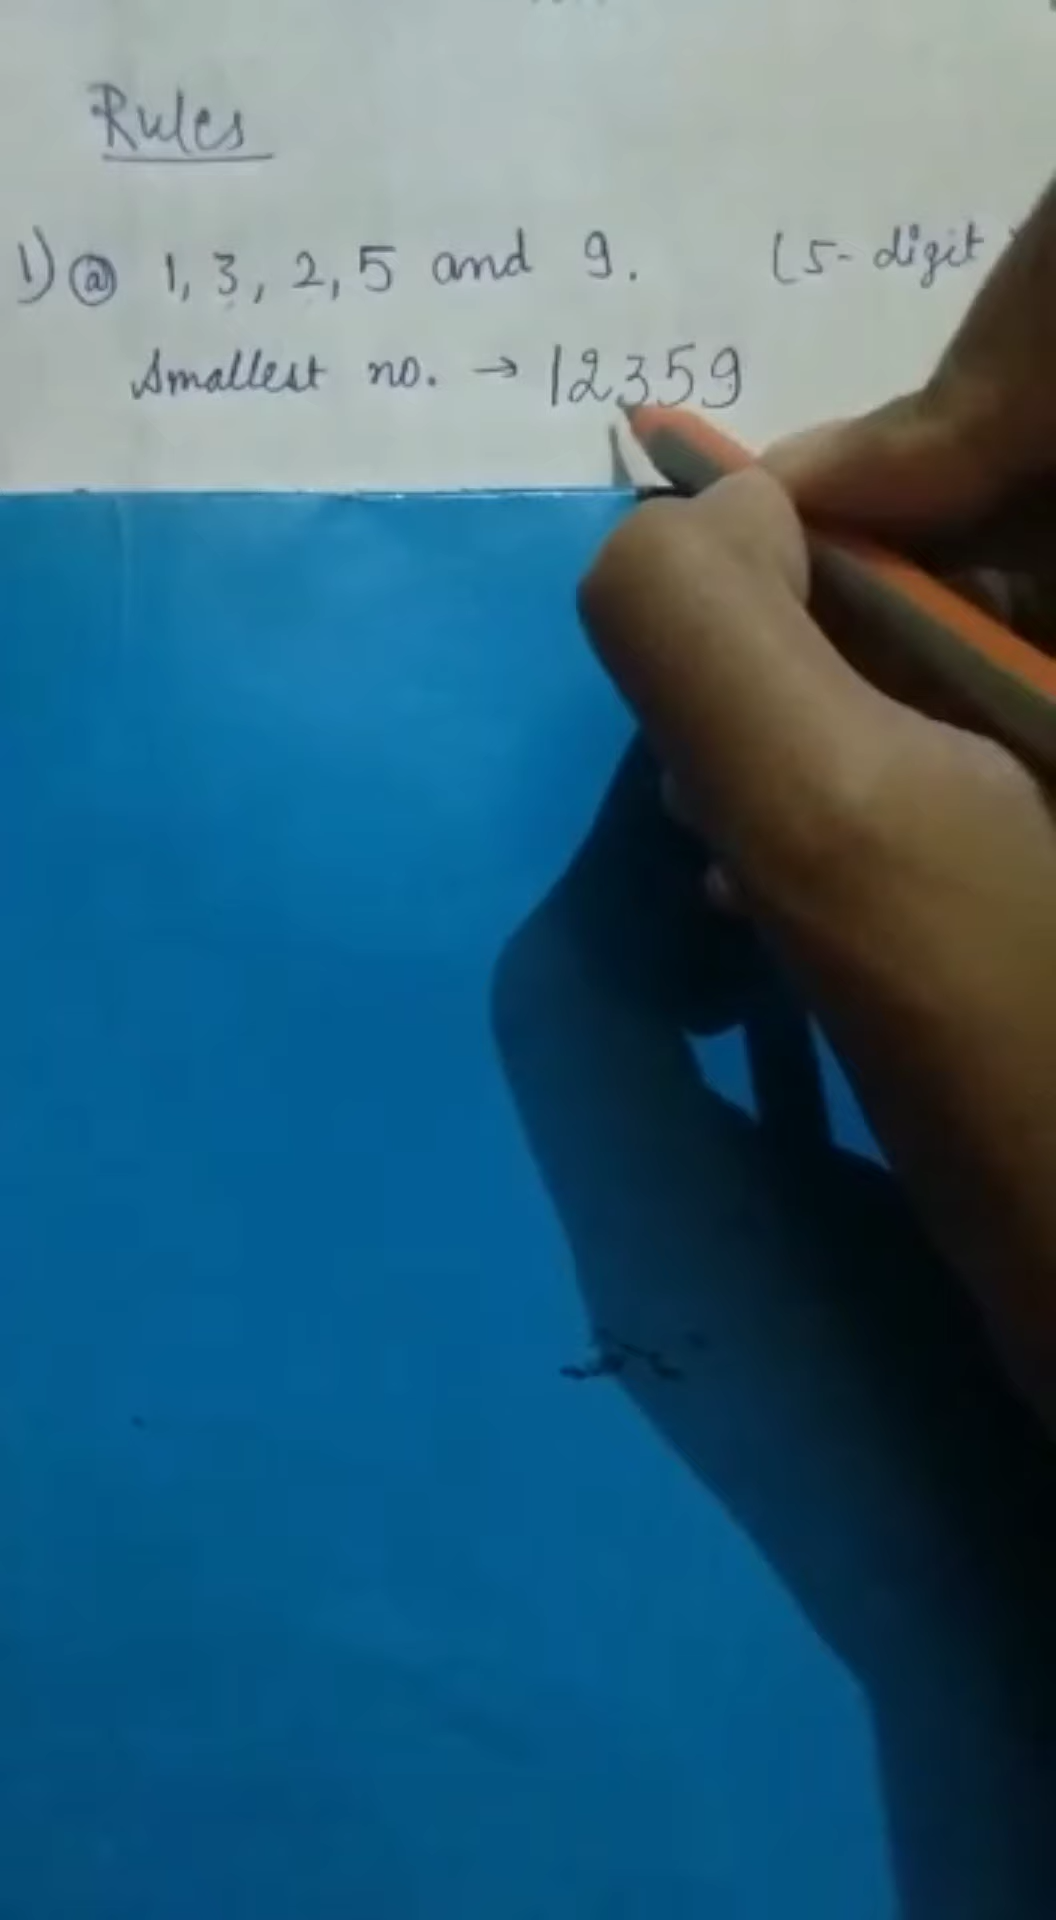 Rules
1) (a) 1, 3, 2, 5 and 9. (5-digit
Smallest no. → 12359